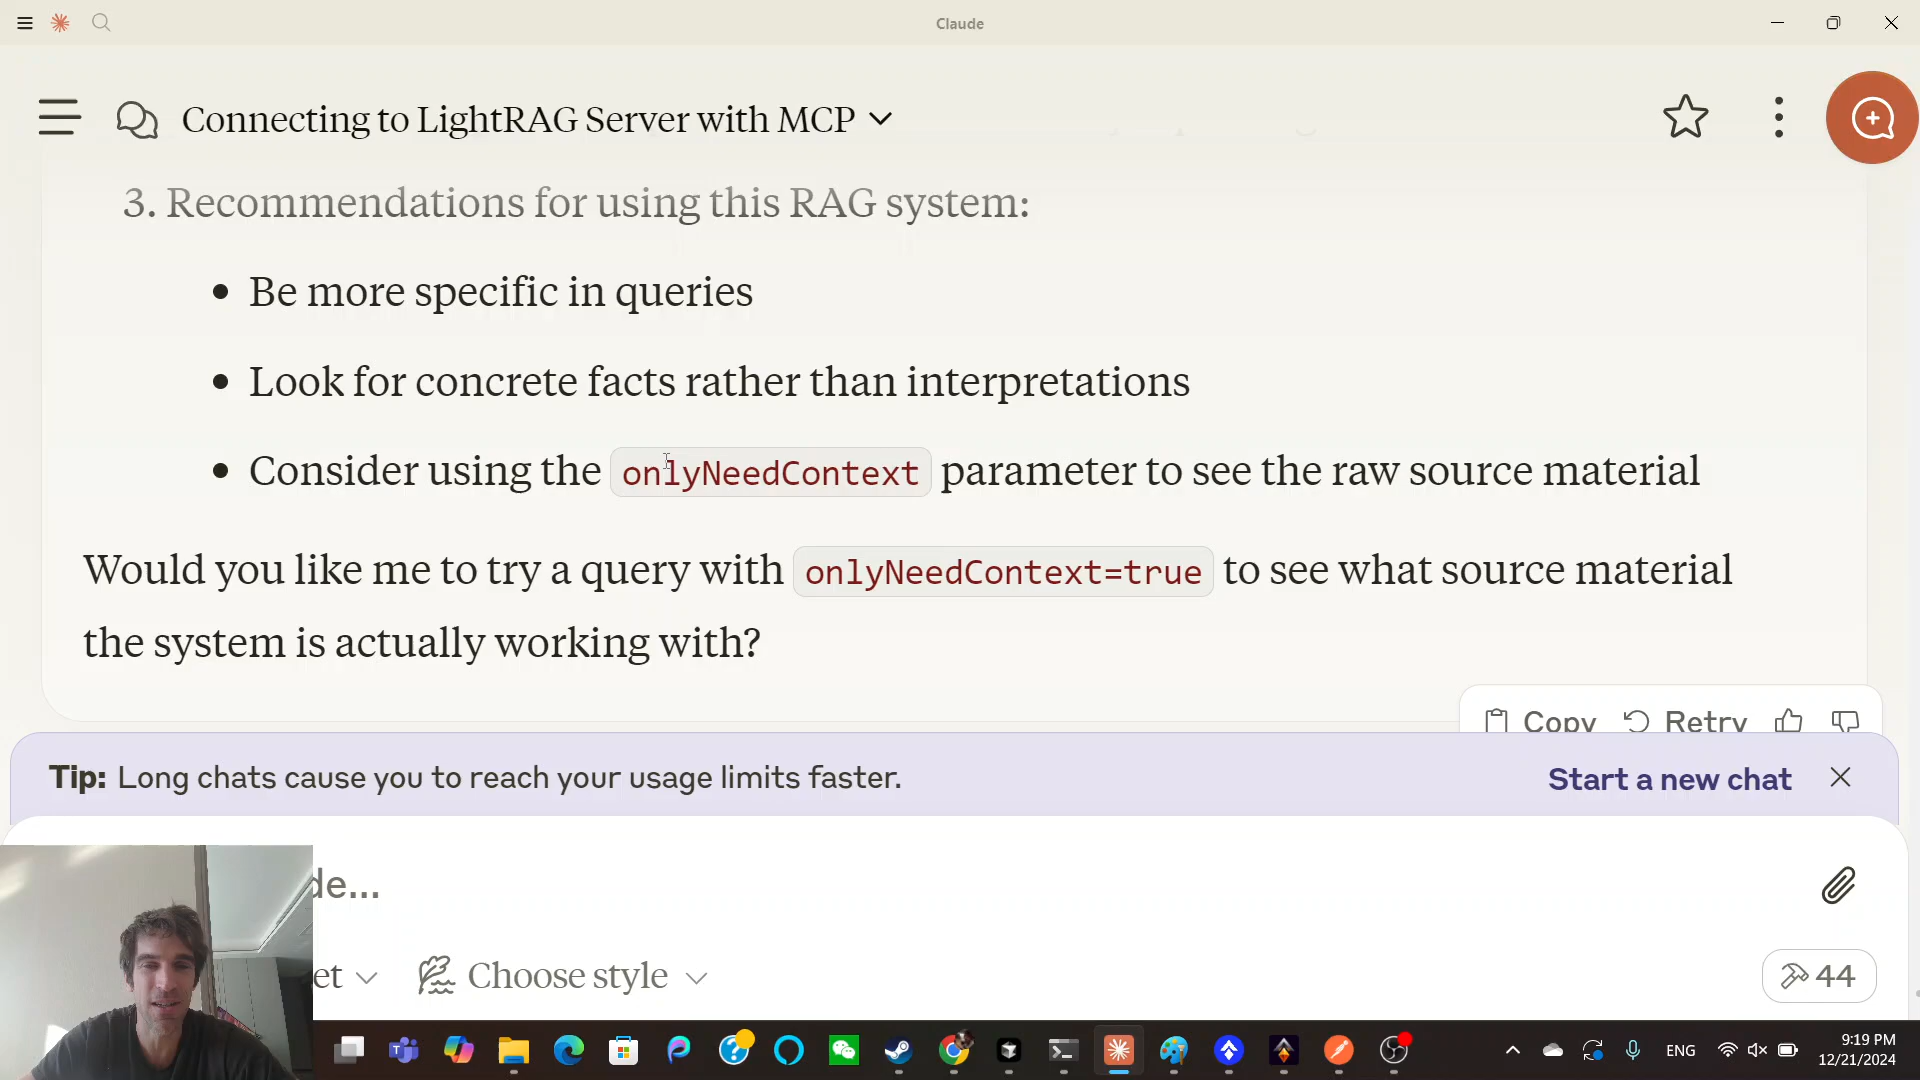 Claude
Connecting to LightRAG Server with MCP
3. Recommendations for using this RAG system:
• Be more specific in queries
• Look for concrete facts rather than interpretations
• Consider using the onlyNeedContext parameter to see the raw source material
Would you like me to try a query with onlyNeedContext=true to see what source material
the system is actually working with?
Copy Retry
Tip: Long chats cause you to reach your usage limits faster.
Start a new chat
de...
et
Choose style
44
ENG
9:19 PM
12/21/2024